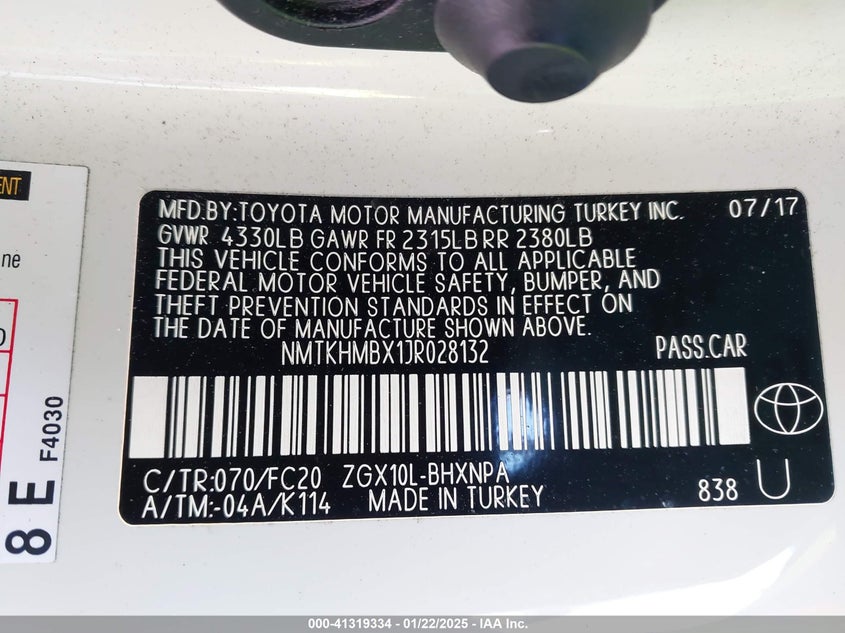 ENT
ne
8 E F4030
MFD.BY:TOYOTA MOTOR MANUFACTURING TURKEY INC. 07/17
GVWR 4330LB GAWR FR 2315LB RR 2380LB
THIS VEHICLE CONFORMS TO ALL APPLICABLE
FEDERAL MOTOR VEHICLE SAFETY, BUMPER, AND
THEFT PREVENTION STANDARDS IN EFFECT ON
THE DATE OF MANUFACTURE SHOWN ABOVE.
NMTKHMBX1JR028132 PASS.CAR
C/TR:070/FC20 ZGX10L-BHXNPA
A/TM:-04A/K114 MADE IN TURKEY 838 U
000-41319334 - 01/22/2025 - IAA Inc.